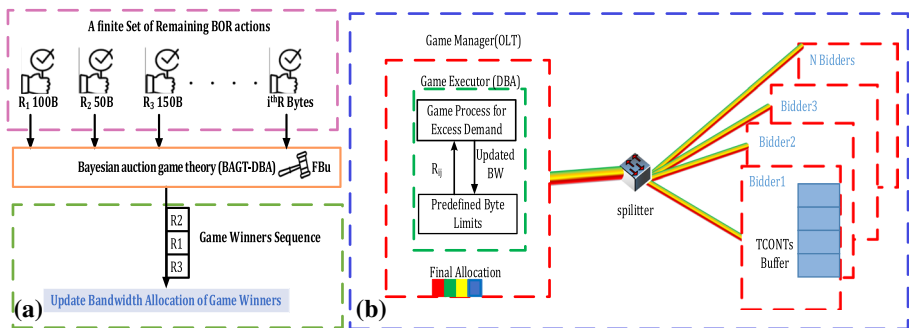 A finite Set of Remaining BOR actions
R1 100B R2 50B R3 150B . . . . ithR Bytes
Bayesian auction game theory (BAGT-DBA) FBu
R2
R1
R3
Game Winners Sequence
Update Bandwidth Allocation of Game Winners
(a)
Game Manager(OLT)
Game Executor (DBA)
Game Process for
Excess Demand
Rij
Updated
BW
Predefined Byte
Limits
Final Allocation
(b)
spilitter
N Bidders
Bidder3
Bidder2
Bidder1
TCONTs
Buffer